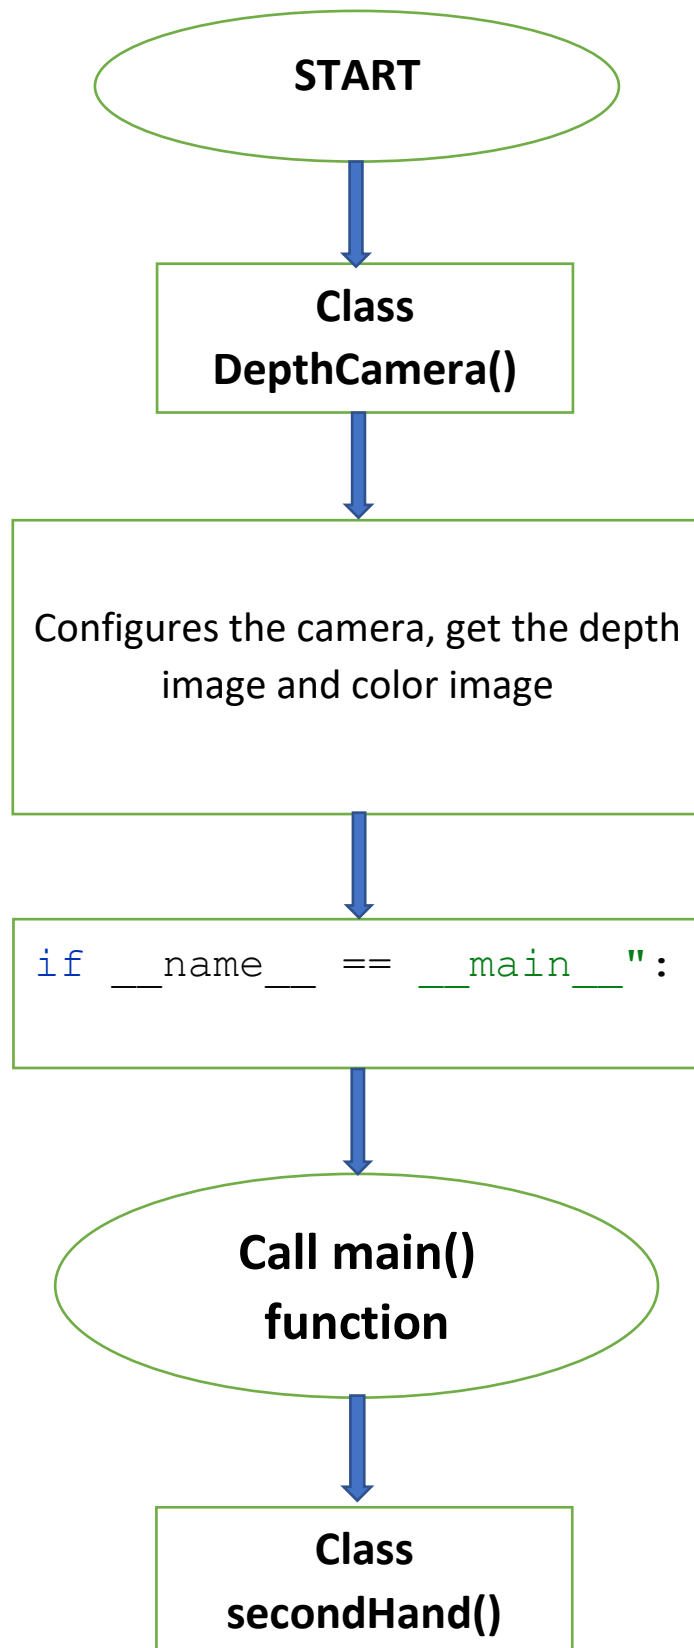 START
Class
DepthCamera()
Configures the camera, get the depth
image and color image
if __name__ == __main__":
Call main()
function
Class
secondHand()